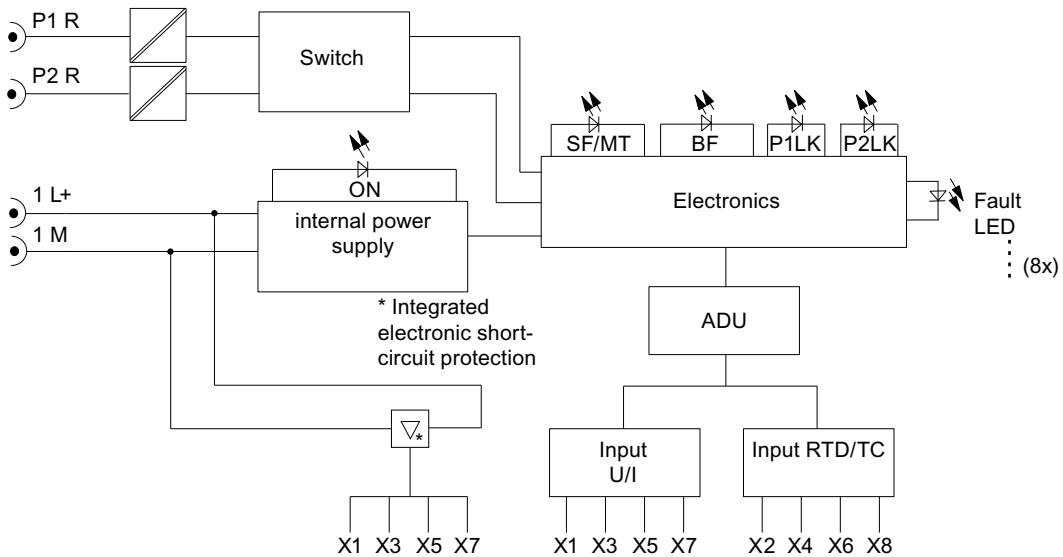 P1 R
Switch
P2 R
SF/MT
BF
P1LK
P2LK
ON
1 L+
internal power
supply
Electronics
Fault
LED
1 M
(8x)
* Integrated
electronic short-
circuit protection
ADU
*
Input
U/I
Input RTD/TC
X1 X3 X5 X7
X1 X3 X5 X7
X2 X4 X6 X8